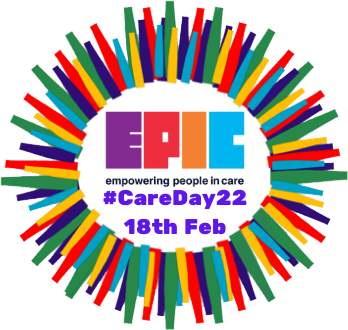 EPIC
empowering people in care
#CareDay22
18th Feb